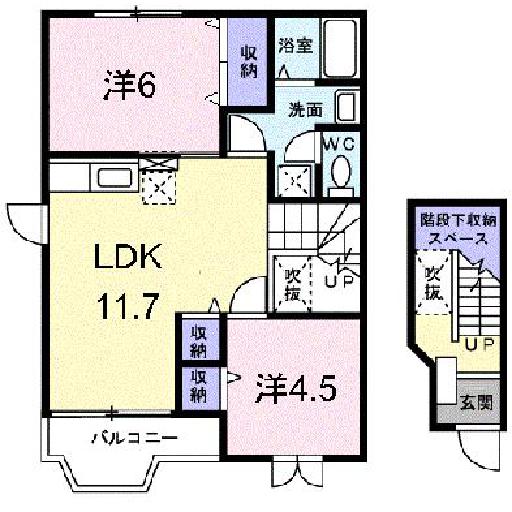 浴室
収納
洋6
洗面
WC
LDK
11.7
吹抜
UP
収納
収納
洋4.5
バルコニー
階段下収納
スペース
吹抜
UP
玄関